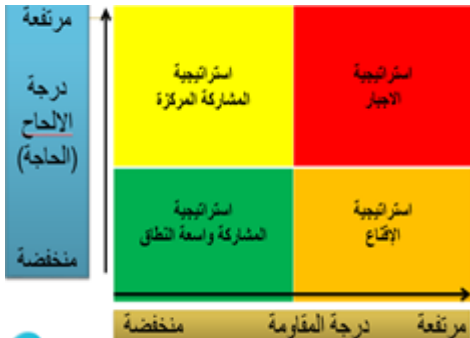 مرتفعة
درجة
الإلحاح
(الحاجة)
منخفضة
استراتيجية
الاجبار
استراتيجية
المشاركة المركزة
استراتيجية
الإقناع
استراتيجية
المشاركة واسعة النطاق
منخفضة درجة المقاومة مرتفعة